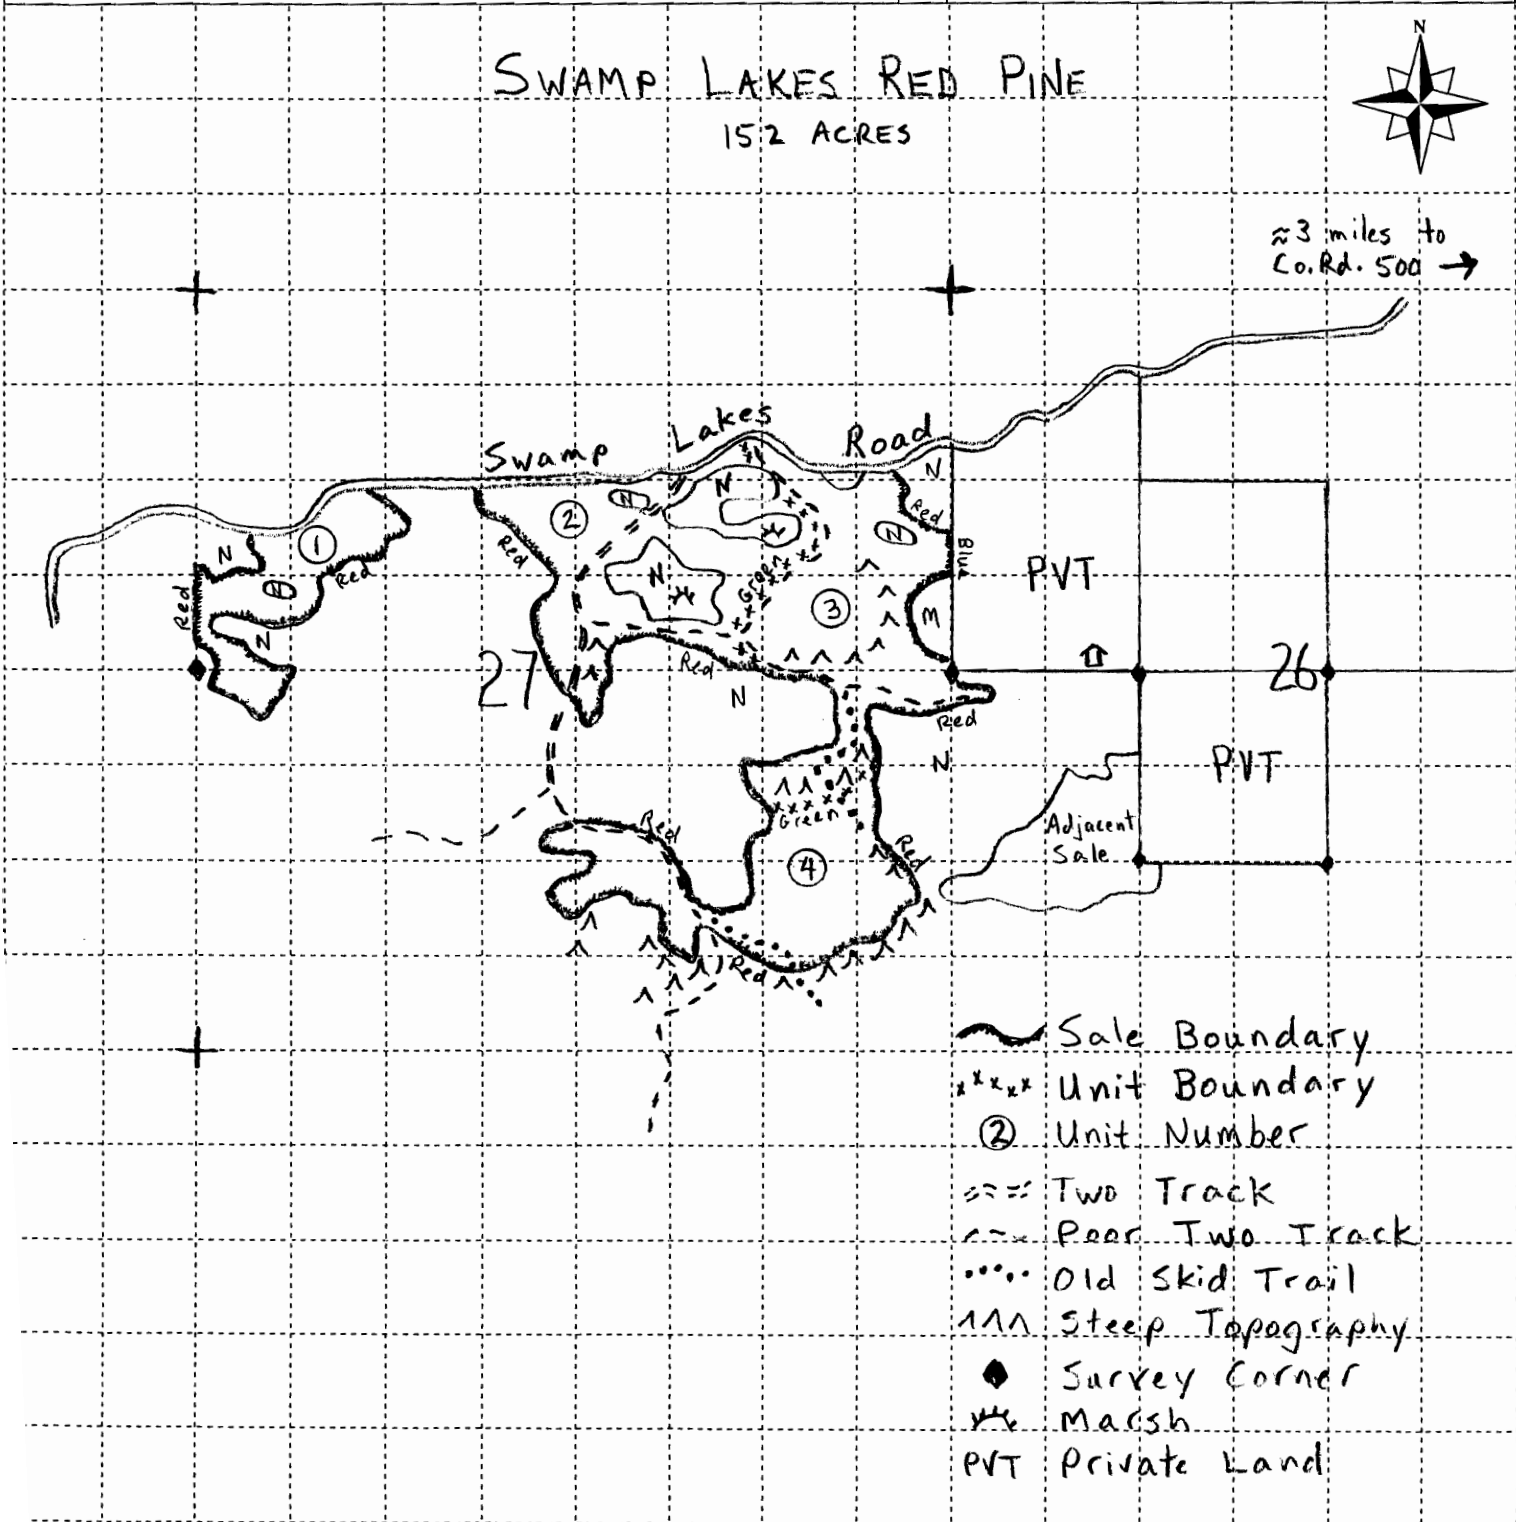 SWAMP LAKES RED PINE
152 ACRES
N
≈3 miles to
Co.Rd. 500 →
Swamp Lakes Road
N
N
N
2
1
Red
Red
N
N
Red
Blue
PVT
N
Red
N
Green
3
M
Red
N
27
Red
N
26
Red
N
PVT
Red
Green
Adjacent
Sale
Red
4
Red
Sale Boundary
Unit Boundary
2 Unit Number
Two Track
Poor Two Track
Old Skid Trail
Steep Topography
Survey Corner
Marsh
PVT Private Land